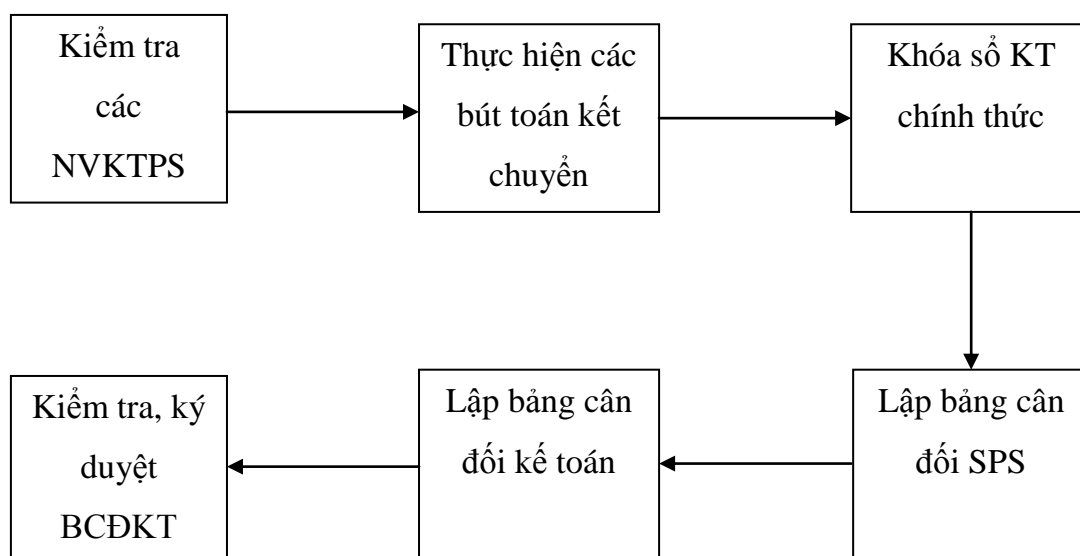 Kiểm tra
các
NVKTPS
Thực hiện các
bút toán kết
chuyển
Khóa sổ KT
chính thức
Lập bảng cân
đối SPS
Lập bảng cân
đối kế toán
Kiểm tra, ký
duyệt
BCĐKT